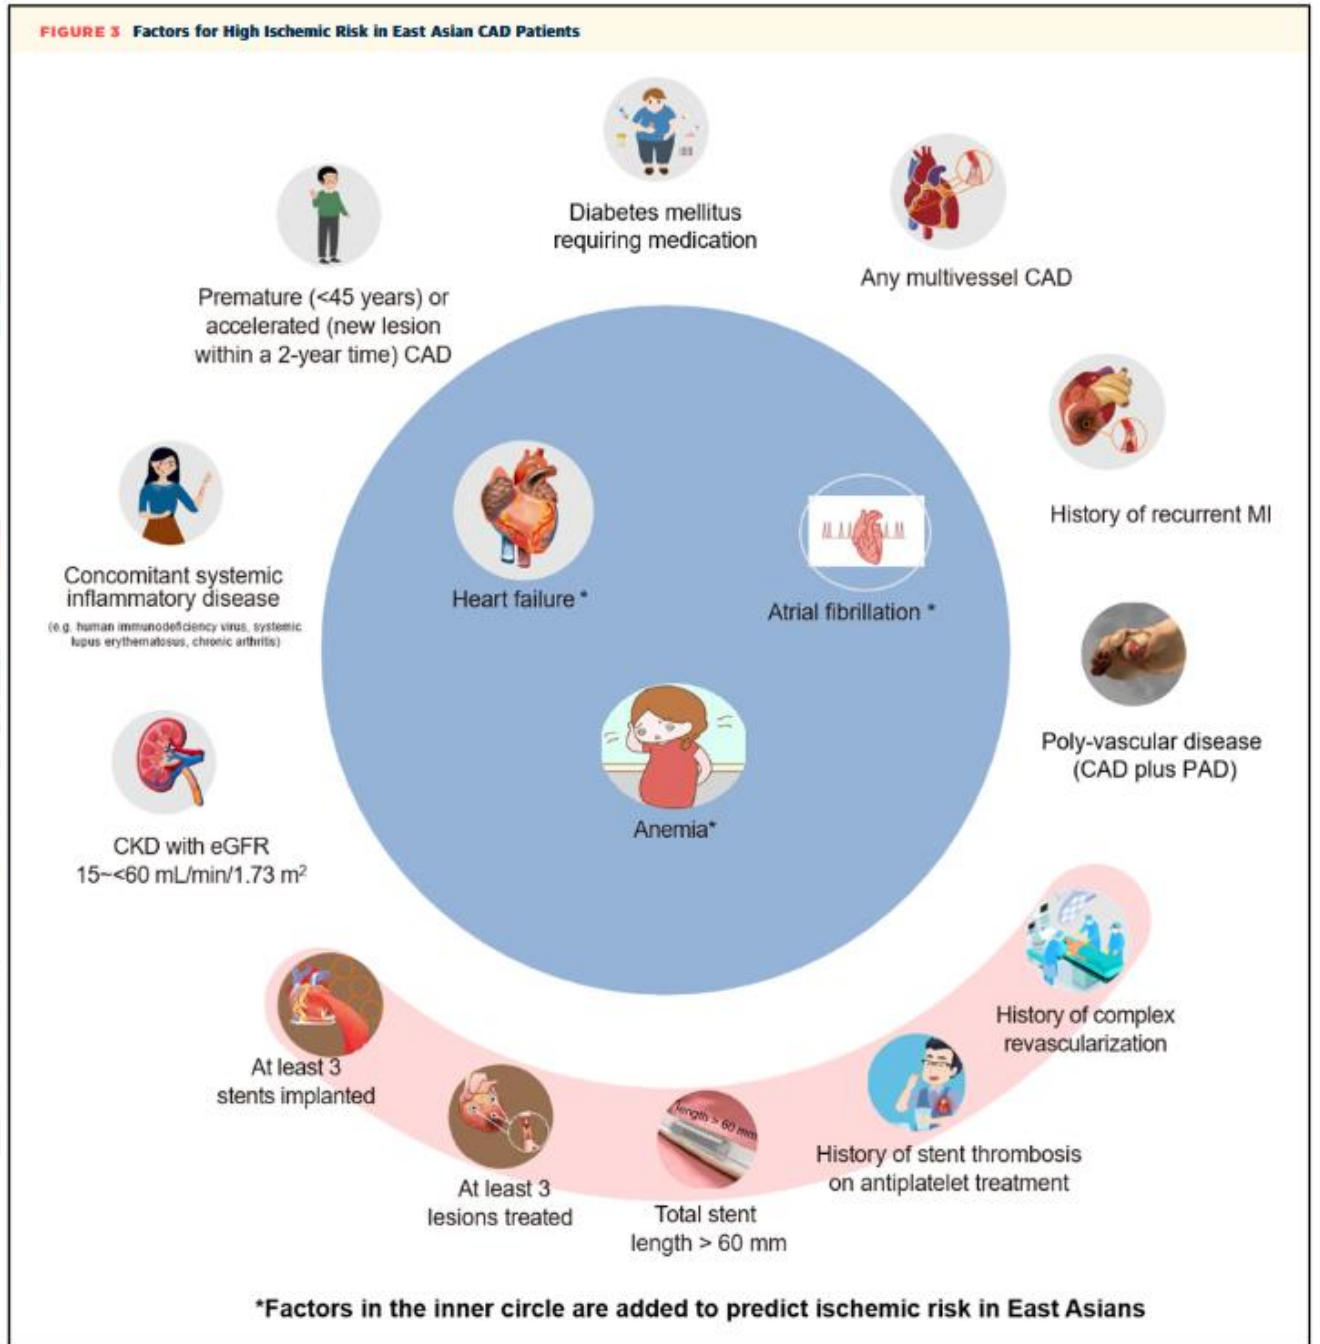 FIGURE 3 Factors for High Ischemic Risk in East Asian CAD Patients
Diabetes mellitus
requiring medication
Any multivessel CAD
Premature (<45 years) or
accelerated (new lesion
within a 2-year time) CAD
History of recurrent MI
Concomitant systemic
inflammatory disease
(e.g. human immunodeficiency virus, systemic
lupus erythematosus, chronic arthritis)
Heart failure *
Atrial fibrillation *
Poly-vascular disease
(CAD plus PAD)
Anemia*
CKD with eGFR
15~<60 mL/min/1.73 m²
History of complex
revascularization
At least 3
stents implanted
length > 60 mm
History of stent thrombosis
on antiplatelet treatment
At least 3
lesions treated
Total stent
length > 60 mm
*Factors in the inner circle are added to predict ischemic risk in East Asians